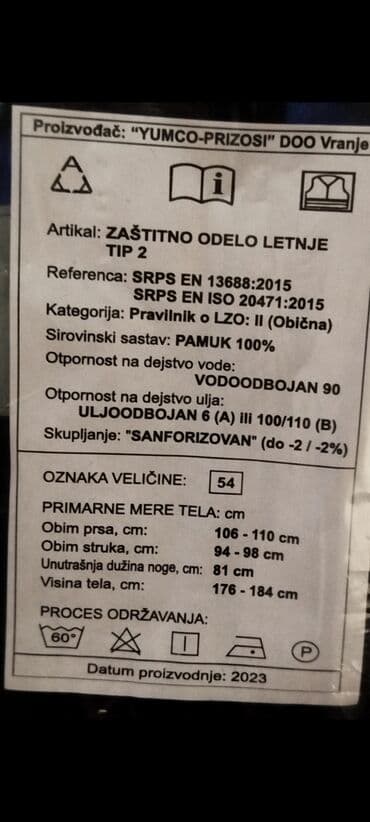 Proizvođač: "YUMCO-PRIZOSI" DOO Vranje
Artikal: ZAŠTITNO ODELO LETNJE
TIP 2
Referenca: SRPS EN 13688:2015
SRPS EN ISO 20471:2015
Kategorija: Pravilnik o LZO: II (Obična)
Sirovinski sastav: PAMUK 100%
Otpornost na dejstvo vode:
VODOODBOJAN 90
Otpornost na dejstvo ulja:
ULJOODBOJAN 6 (A) ili 100/110 (B)
Skupljanje: "SANFORIZOVAN" (do -2 / -2%)
OZNAKA VELIČINE: 54
PRIMARNE MERE TELA: cm
Obim prsa, cm: 106 - 110 cm
Obim struka, cm: 94 - 98 cm
Unutrašnja dužina noge, cm: 81 cm
Visina tela, cm: 176 - 184 cm
PROCES ODRŽAVANJA:
60° P
Datum proizvodnje: 2023